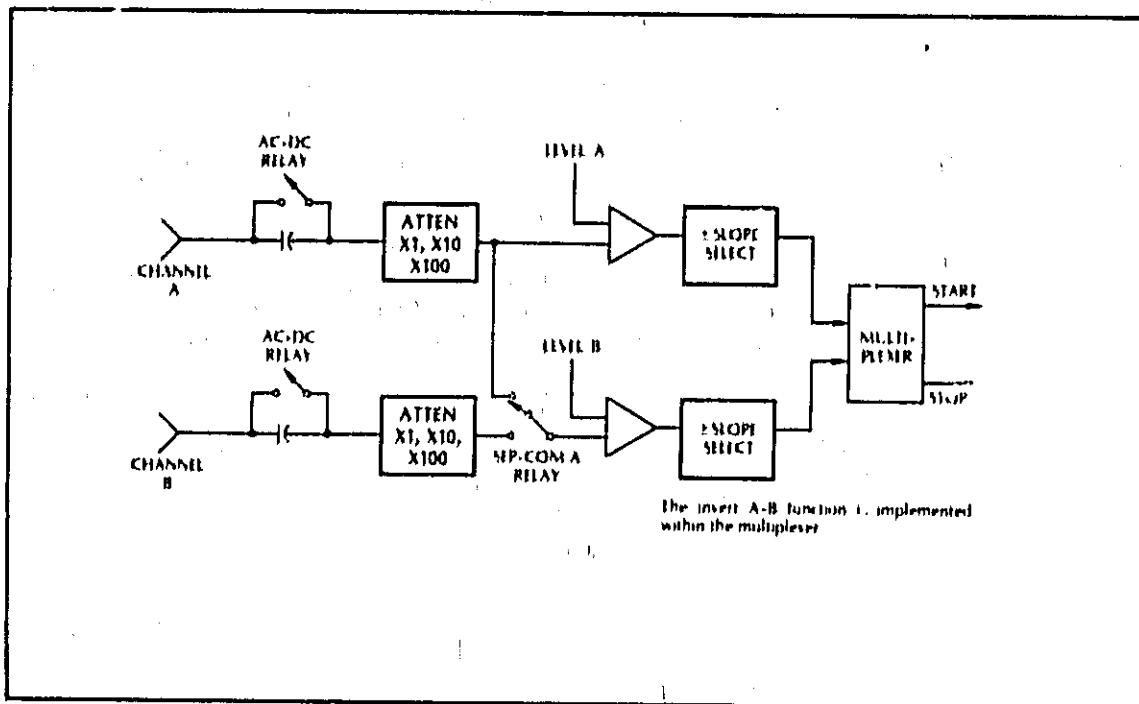 AC-DC
RELAY
LEVEL A
ATTEN
X1, X10
X100
± SLOPE
SELECT
CHANNEL
A
START
AC-DC
RELAY
LEVEL B
MULTI-
PLEXER
ATTEN
X1, X10,
X100
± SLOPE
SELECT
STOP
CHANNEL
B
SEP-COM A
RELAY
The invert A-B function implemented
within the multiplexer